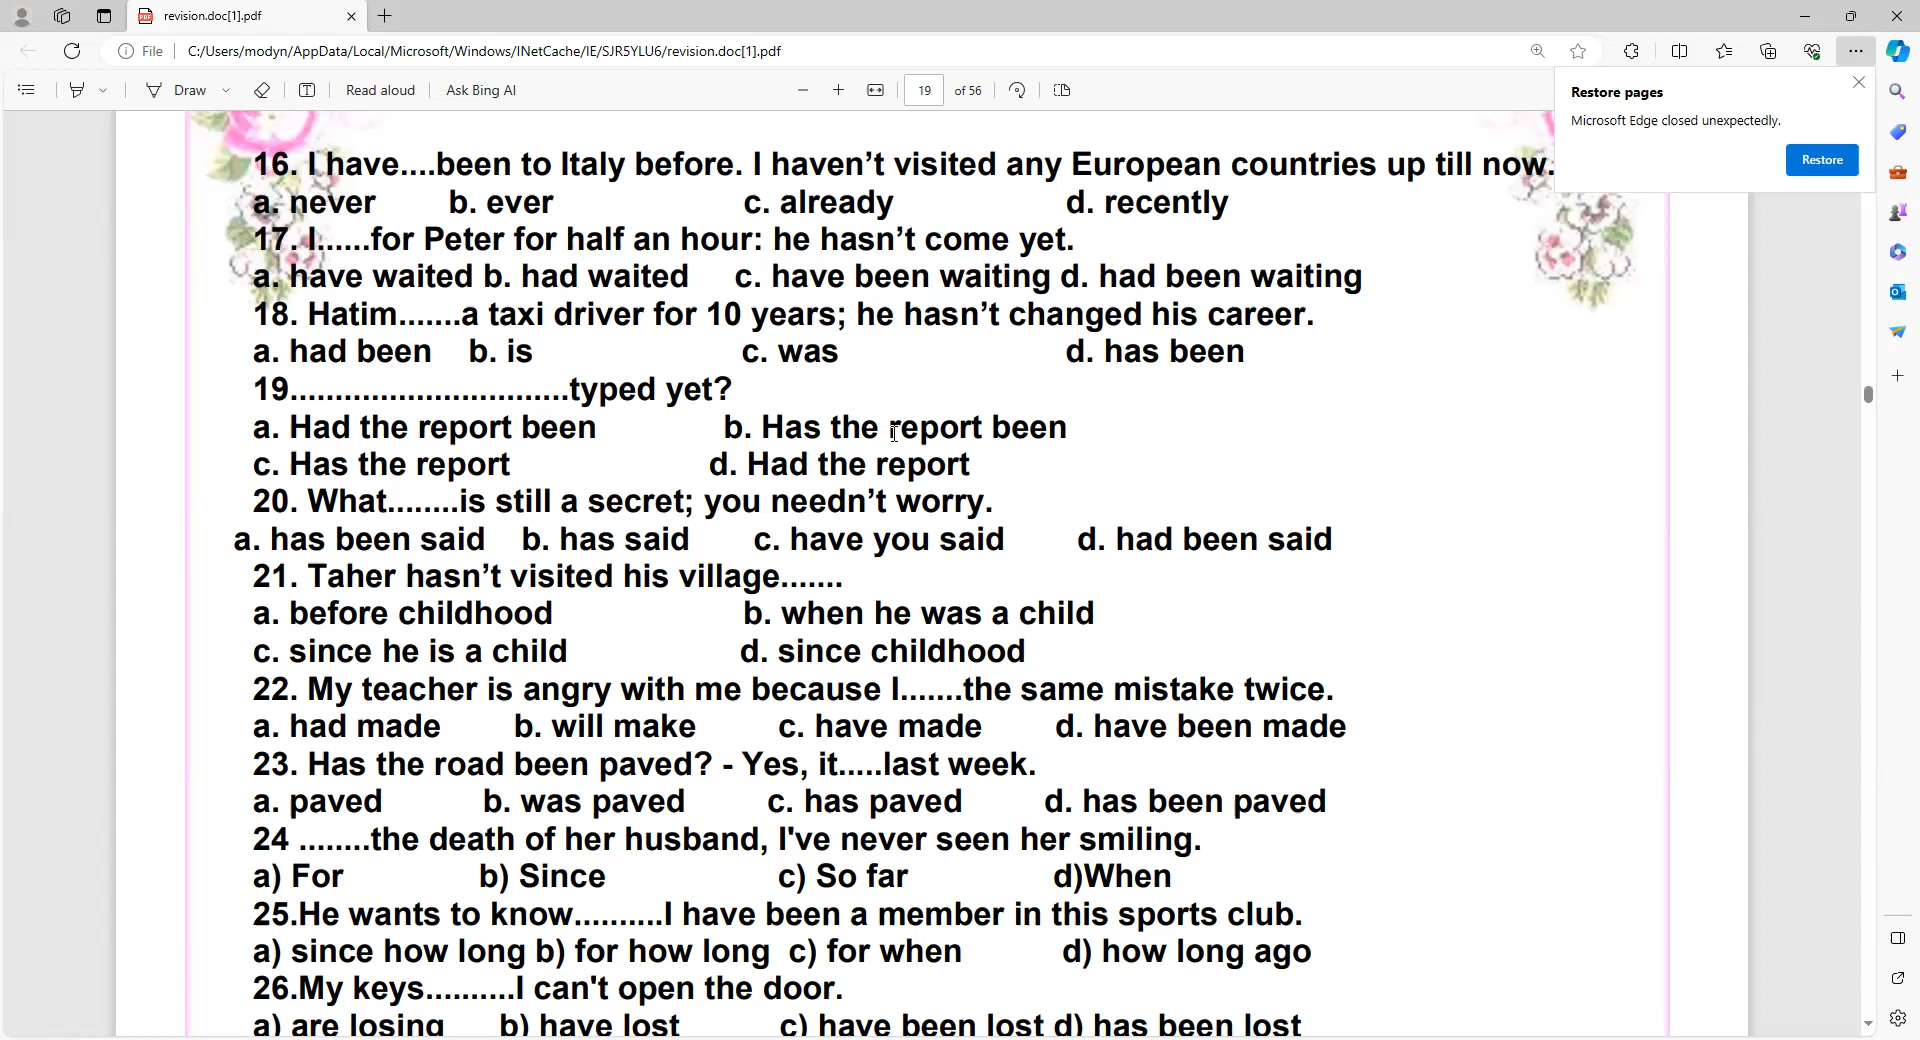 revision.doc[1].pdf
File
C:/Users/modyn/AppData/Local/Microsoft/Windows/INetCache/IE/SJR5YLU6/revision.doc[1].pdf
Draw
Read aloud
Ask Bing AI
19
of 56
Restore pages
Microsoft Edge closed unexpectedly.
Restore
16. I have....been to Italy before. I haven’t visited any European countries up till now.
a. never b. ever c. already d. recently
17. I......for Peter for half an hour: he hasn’t come yet.
a. have waited b. had waited c. have been waiting d. had been waiting
18. Hatim.......a taxi driver for 10 years; he hasn’t changed his career.
a. had been b. is c. was d. has been
19...............................typed yet?
a. Had the report been b. Has the report been
c. Has the report d. Had the report
20. What........is still a secret; you needn’t worry.
a. has been said b. has said c. have you said d. had been said
21. Taher hasn’t visited his village.......
a. before childhood b. when he was a child
c. since he is a child d. since childhood
22. My teacher is angry with me because I.......the same mistake twice.
a. had made b. will make c. have made d. have been made
23. Has the road been paved? - Yes, it.....last week.
a. paved b. was paved c. has paved d. has been paved
24 ........the death of her husband, I've never seen her smiling.
a) For b) Since c) So far d)When
25.He wants to know..........I have been a member in this sports club.
a) since how long b) for how long c) for when d) how long ago
26.My keys..........I can't open the door.
a) are losing b) have lost c) have been lost d) has been lost